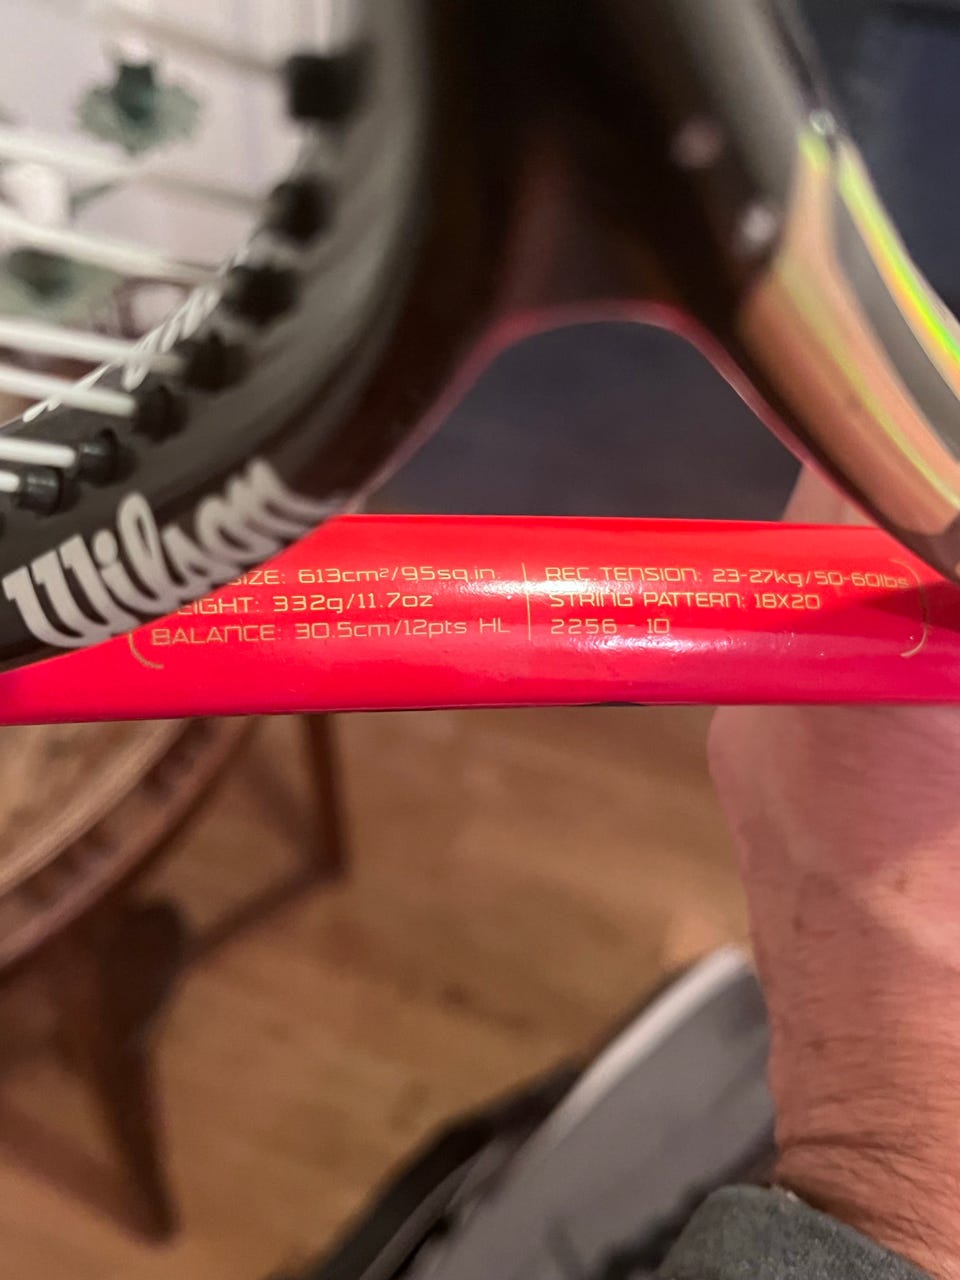 Wilson
SIZE: 613cm²/95sq.in.
EIGHT: 332g/11.7oz
BALANCE: 30.5cm/12pts HL
REC TENSION: 23-27kg/50-60lbs
STRING PATTERN: 18X20
2256 - 10